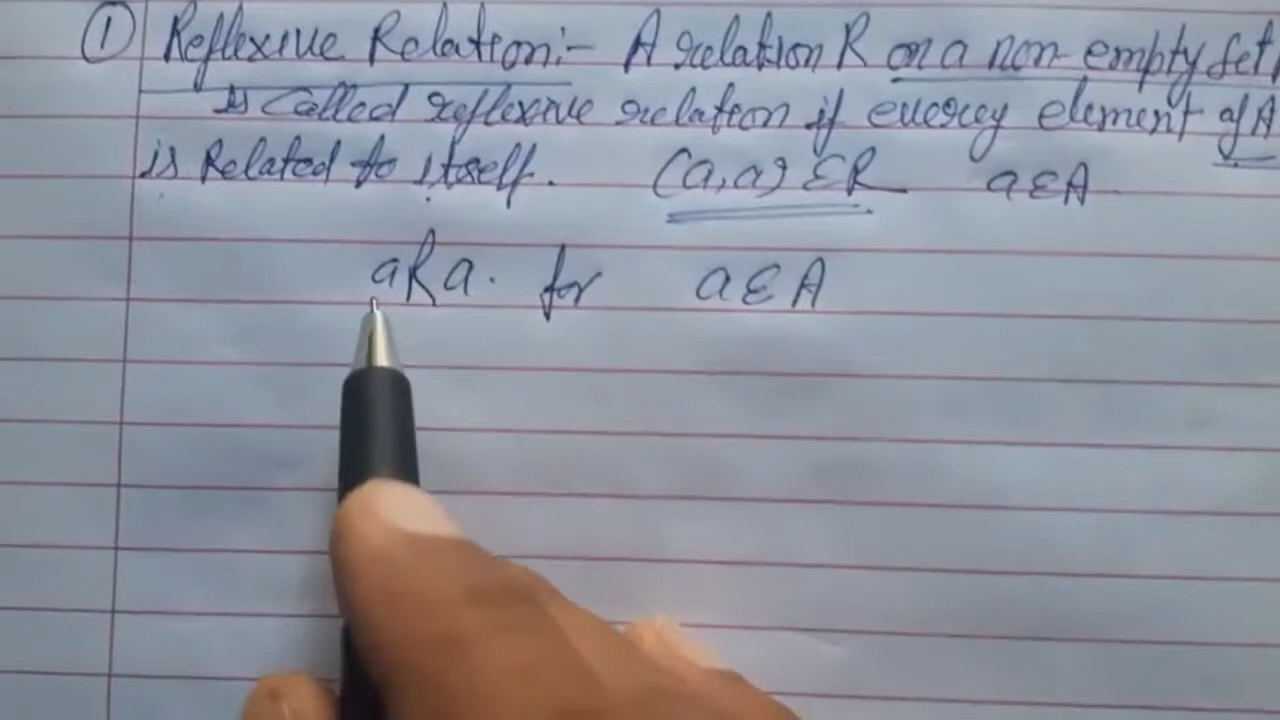 ① Reflexive Relation:- A relation R on a non-empty set
is called reflexive relation if every element of A
is Related to itself. (a,a) ∈ R a ∈ A
aRa. for a ∈ A